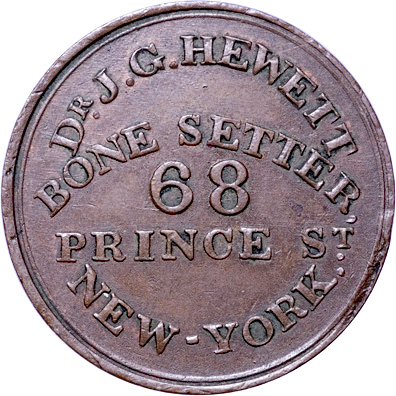 DR. J. G. HEWETT
BONE SETTER,
68
PRINCE ST.
NEW-YORK.